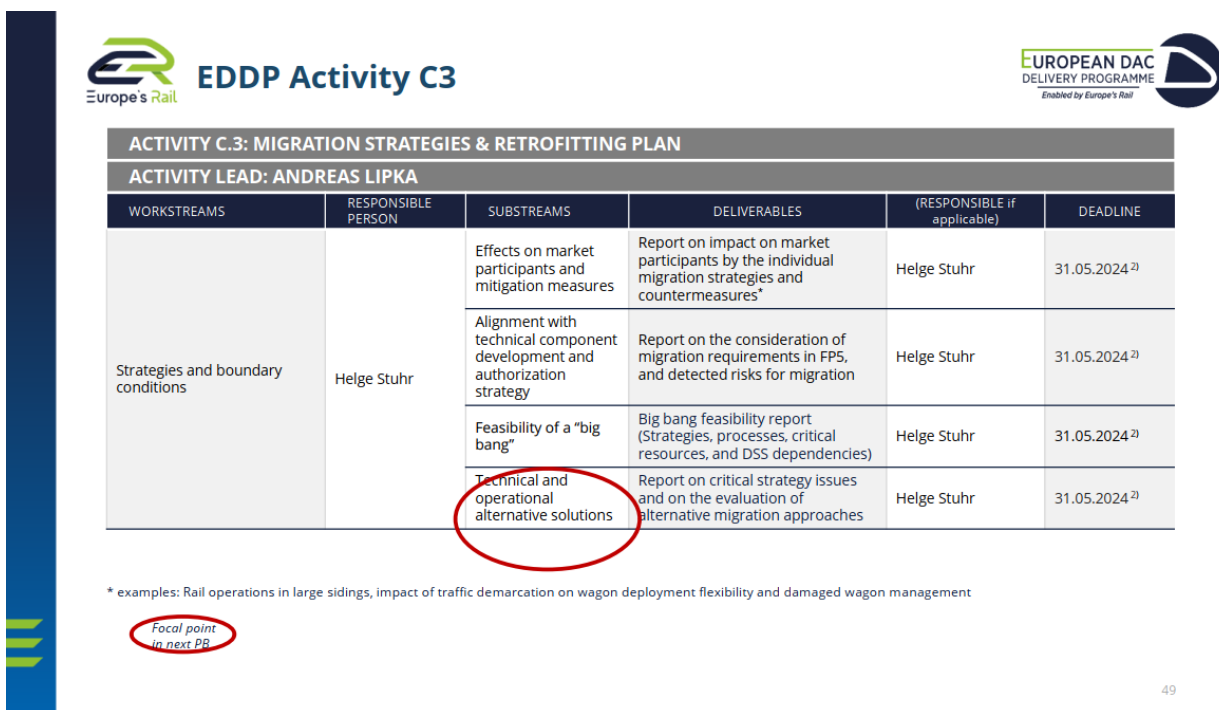 Europe's Rail
EDDP Activity C3
EUROPEAN DAC
DELIVERY PROGRAMME
Enabled by Europe's Rail
ACTIVITY C.3: MIGRATION STRATEGIES & RETROFITTING PLAN
ACTIVITY LEAD: ANDREAS LIPKA
WORKSTREAMS
RESPONSIBLE
PERSON
SUBSTREAMS
DELIVERABLES
(RESPONSIBLE if
applicable)
DEADLINE
Strategies and boundary
conditions
Helge Stuhr
Effects on market
participants and
mitigation measures
Report on impact on market
participants by the individual
migration strategies and
countermeasures*
Helge Stuhr
31.05.2024 2)
Alignment with
technical component
development and
authorization
strategy
Report on the consideration of
migration requirements in FP5,
and detected risks for migration
Helge Stuhr
31.05.2024 2)
Feasibility of a “big
bang”
Big bang feasibility report
(Strategies, processes, critical
resources, and DSS dependencies)
Helge Stuhr
31.05.2024 2)
Technical and
operational
alternative solutions
Report on critical strategy issues
and on the evaluation of
alternative migration approaches
Helge Stuhr
31.05.2024 2)
* examples: Rail operations in large sidings, impact of traffic demarcation on wagon deployment flexibility and damaged wagon management
Focal point
in next PB
49